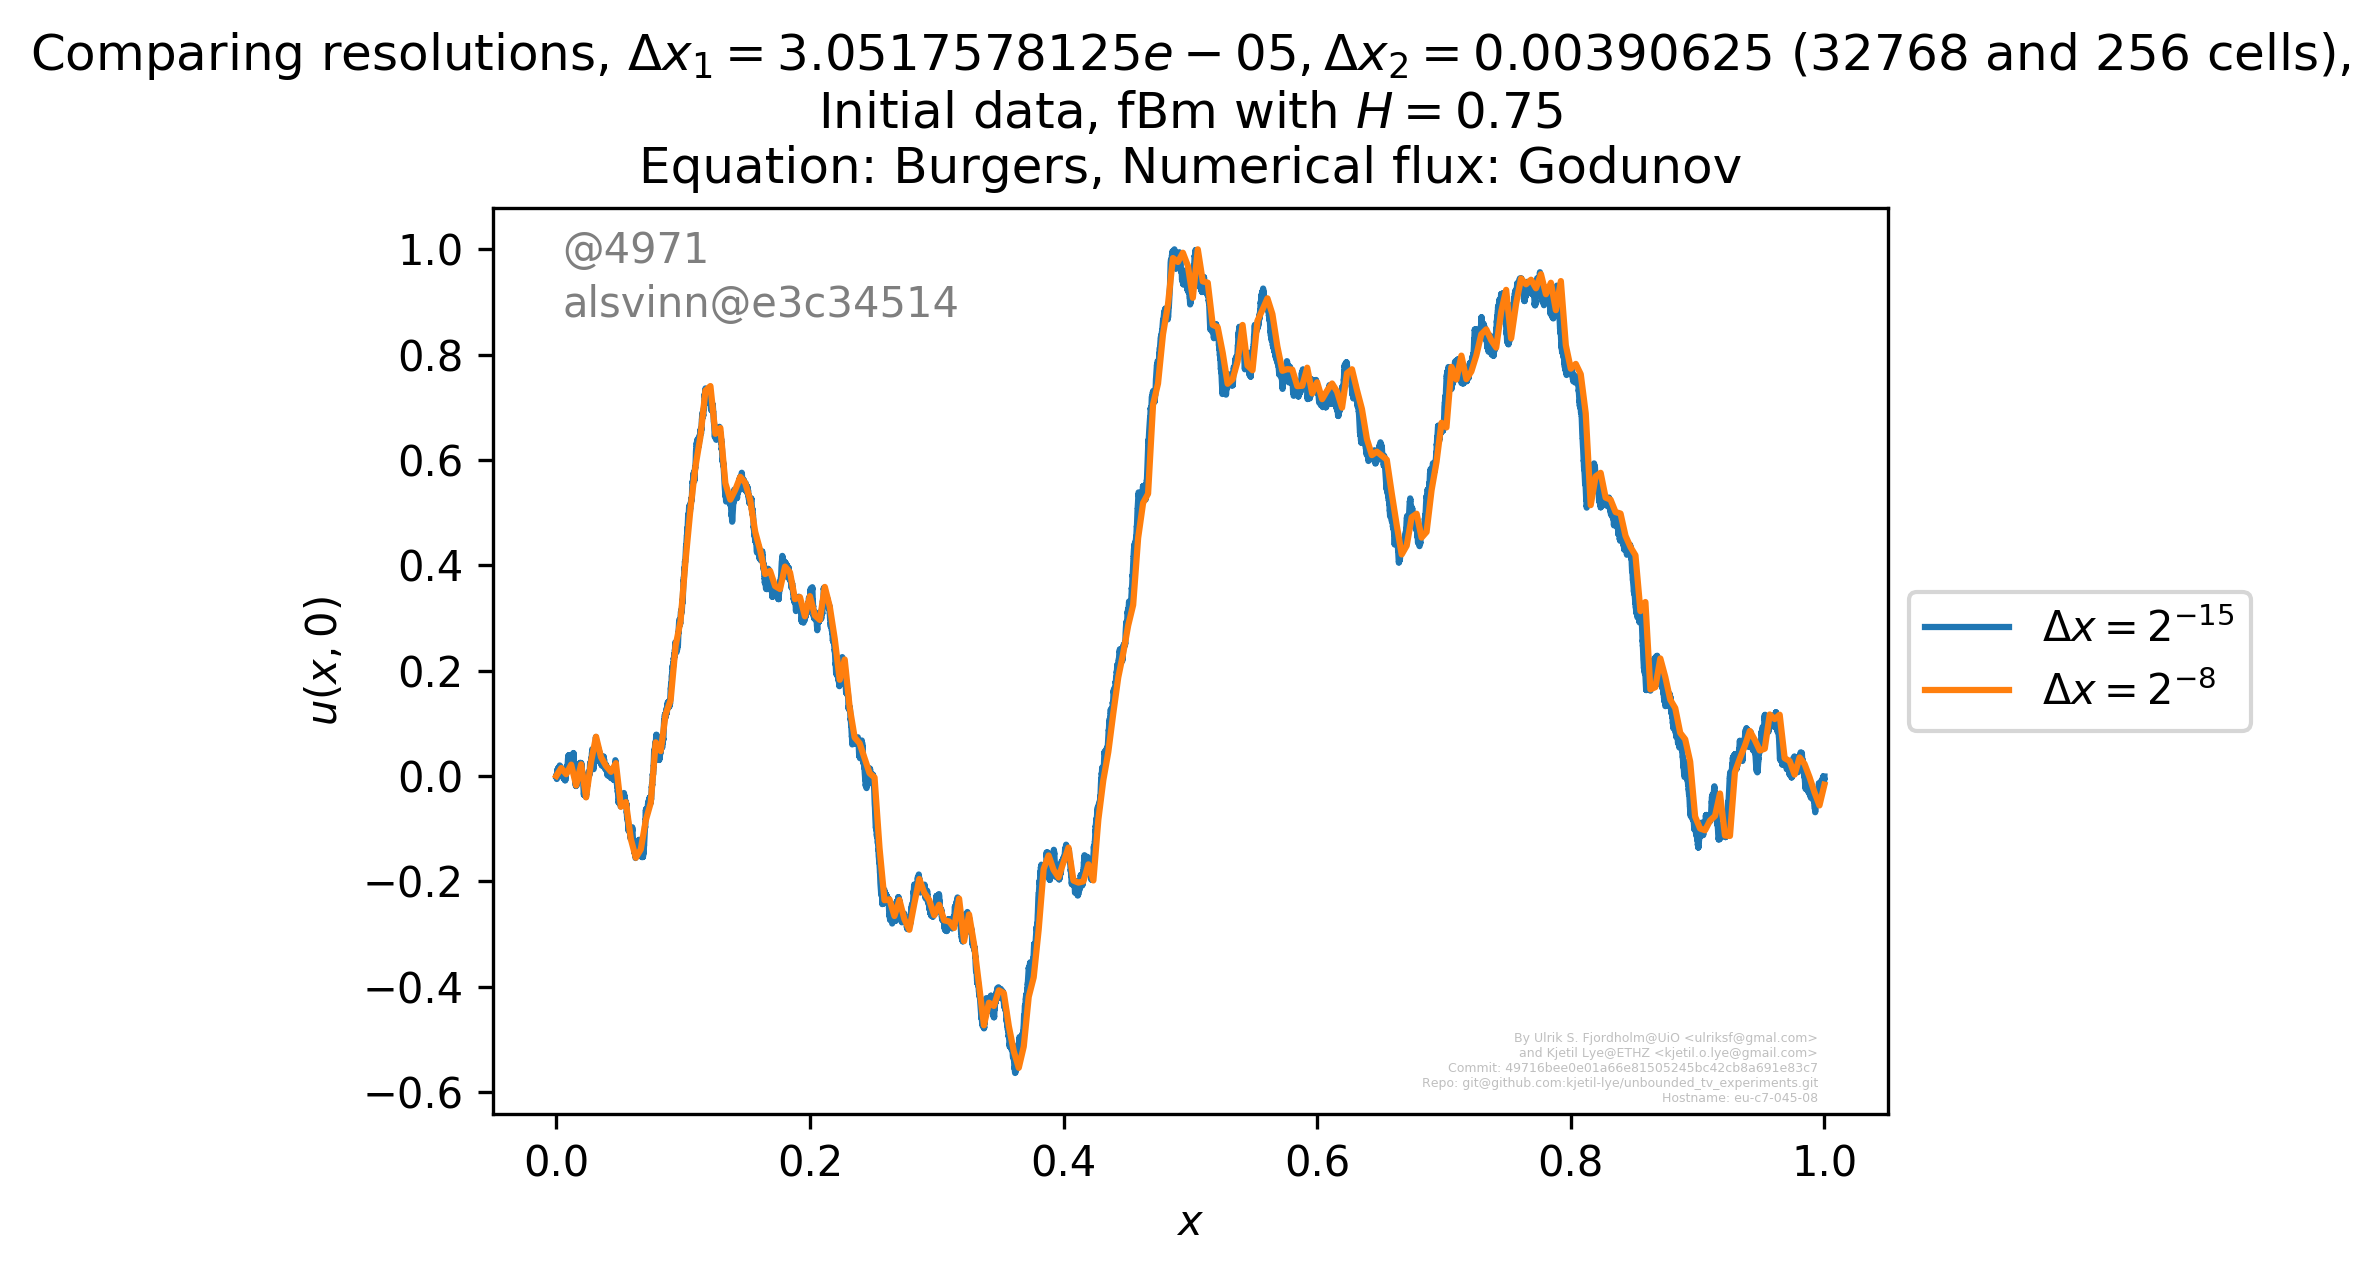 Comparing resolutions, Δx₁ = 3.0517578125e − 05, Δx₂ = 0.00390625 (32768 and 256 cells),
Initial data, fBm with H = 0.75
Equation: Burgers, Numerical flux: Godunov
@4971
alsvinn@e3c34514
1.0
0.8
0.6
0.4
0.2
0.0
−0.2
−0.4
−0.6
u(x, 0)
Δx = 2⁻¹⁵
Δx = 2⁻⁸
By Ulrik S. Fjordholm@UiO <ulriksf@gmal.com>
and Kjetil Lye@ETHZ <kjetil.o.lye@gmail.com>
Commit: 49716bee0e01a66e81505245bc42cb8a691e83c7
Repo: git@github.com:kjetil-lye/unbounded_tv_experiments.git
Hostname: eu-c7-045-08
0.0 0.2 0.4 0.6 0.8 1.0
x